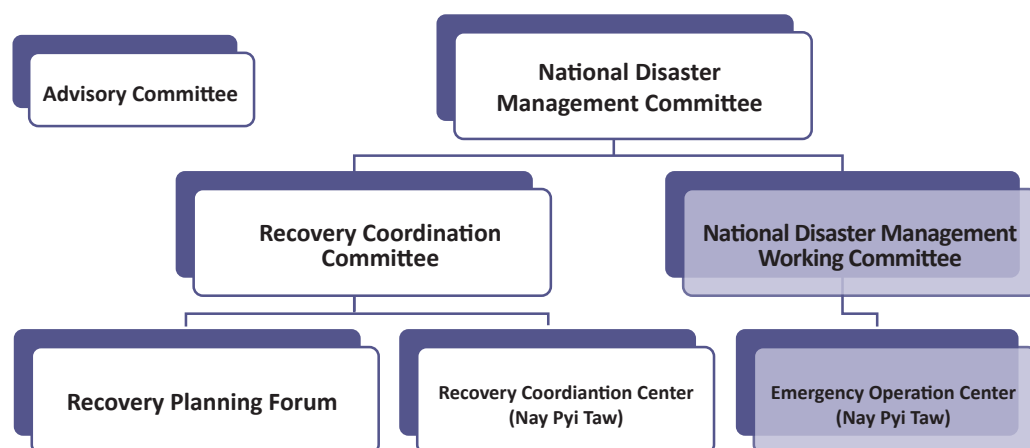 Advisory Committee
National Disaster
Management Committee
Recovery Coordination
Committee
National Disaster Management
Working Committee
Recovery Planning Forum
Recovery Coordiantion Center
(Nay Pyi Taw)
Emergency Operation Center
(Nay Pyi Taw)